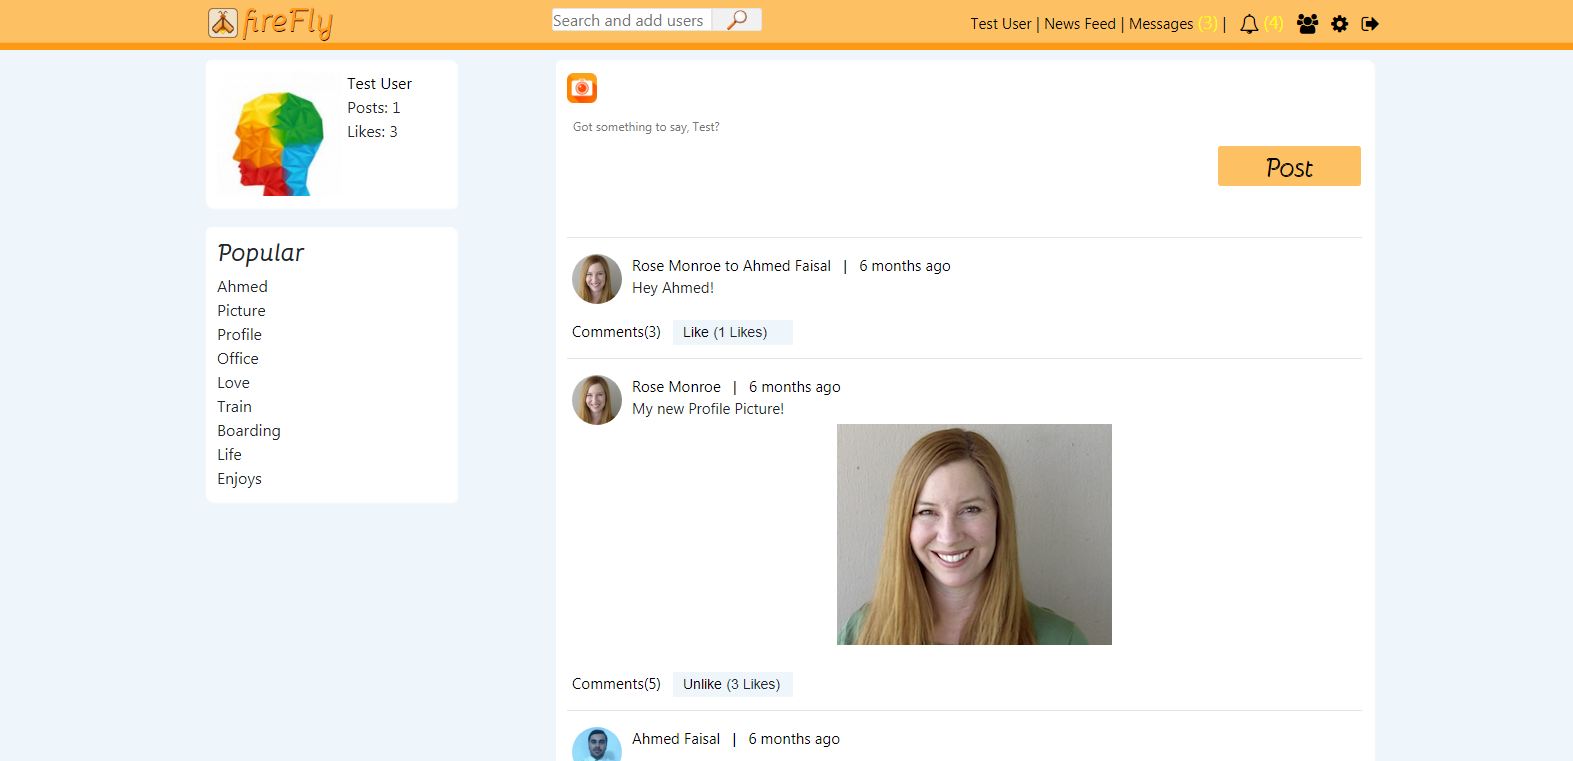 fireFly
Search and add users
Test User | News Feed | Messages (3) | (4)
Test User
Posts: 1
Likes: 3
Popular
Ahmed
Picture
Profile
Office
Love
Train
Boarding
Life
Enjoys
Got something to say, Test?
Post
Rose Monroe to Ahmed Faisal | 6 months ago
Hey Ahmed!
Comments(3) Like (1 Likes)
Rose Monroe | 6 months ago
My new Profile Picture!
Comments(5) Unlike (3 Likes)
Ahmed Faisal | 6 months ago